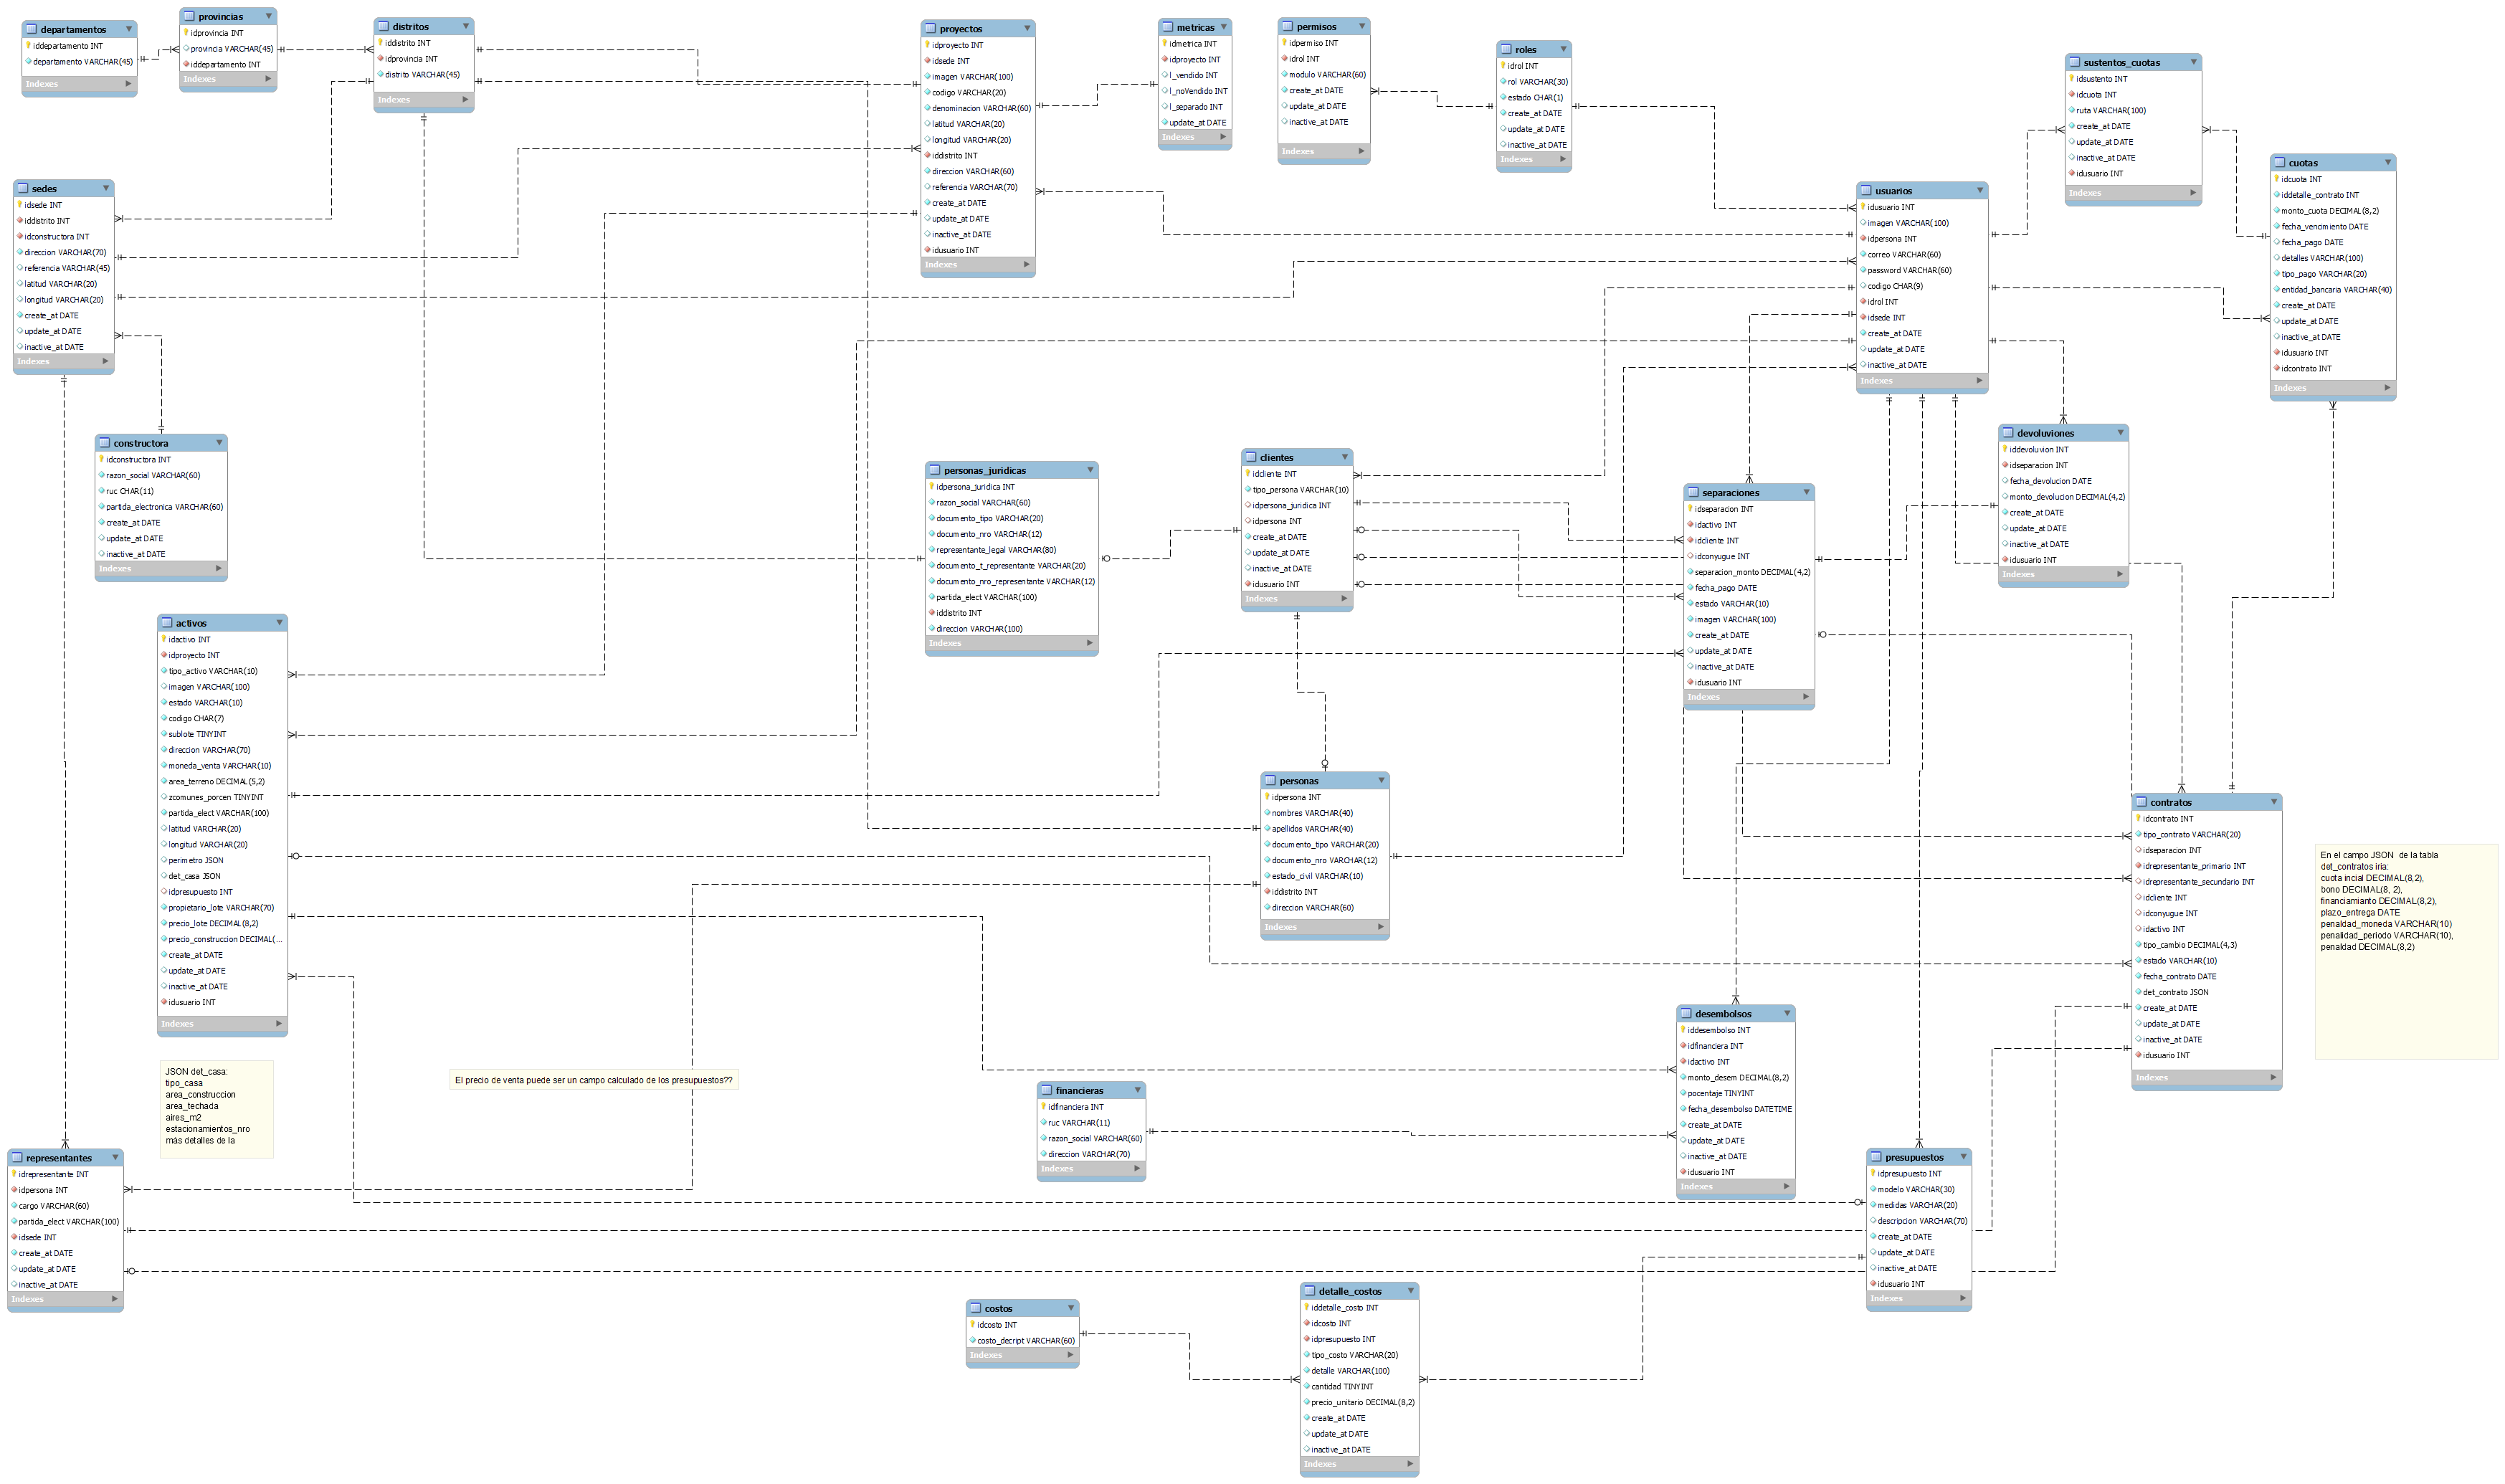 departamentos
iddepartamento INT
departamento VARCHAR(45)
Indexes
provincias
idprovincia INT
provincia VARCHAR(45)
iddepartamento INT
Indexes
distritos
iddistrito INT
idprovincia INT
distrito VARCHAR(45)
Indexes
proyectos
idproyecto INT
idsede INT
imagen VARCHAR(100)
codigo VARCHAR(20)
denominacion VARCHAR(60)
latitud VARCHAR(20)
longitud VARCHAR(20)
iddistrito INT
direccion VARCHAR(60)
referencia VARCHAR(70)
create_at DATE
update_at DATE
inactive_at DATE
idusuario INT
Indexes
metricas
idmetrica INT
idproyecto INT
l_vendido INT
l_noVendido INT
l_separado INT
update_at DATE
Indexes
permisos
idpermiso INT
idrol INT
modulo VARCHAR(60)
create_at DATE
update_at DATE
inactive_at DATE
Indexes
roles
idrol INT
rol VARCHAR(30)
estado CHAR(1)
create_at DATE
update_at DATE
inactive_at DATE
Indexes
sustentos_cuotas
idsustento INT
idcuota INT
ruta VARCHAR(100)
create_at DATE
update_at DATE
inactive_at DATE
idusuario INT
Indexes
cuotas
idcuota INT
iddetalle_contrato INT
monto_cuota DECIMAL(8,2)
fecha_vencimiento DATE
fecha_pago DATE
detalles VARCHAR(100)
tipo_pago VARCHAR(20)
entidad_bancaria VARCHAR(40)
create_at DATE
update_at DATE
inactive_at DATE
idusuario INT
idcontrato INT
Indexes
sedes
idsede INT
iddistrito INT
idconstructora INT
direccion VARCHAR(70)
referencia VARCHAR(45)
latitud VARCHAR(20)
longitud VARCHAR(20)
create_at DATE
update_at DATE
inactive_at DATE
Indexes
usuarios
idusuario INT
imagen VARCHAR(100)
idpersona INT
correo VARCHAR(60)
password VARCHAR(60)
codigo CHAR(9)
idrol INT
idsede INT
create_at DATE
update_at DATE
inactive_at DATE
Indexes
constructora
idconstructora INT
razon_social VARCHAR(60)
ruc CHAR(11)
partida_electronica VARCHAR(60)
create_at DATE
update_at DATE
inactive_at DATE
Indexes
personas_juridicas
idpersona_juridica INT
razon_social VARCHAR(60)
documento_tipo VARCHAR(20)
documento_nro VARCHAR(12)
representante_legal VARCHAR(80)
documento_t_representante VARCHAR(20)
documento_nro_representante VARCHAR(12)
partida_elect VARCHAR(100)
iddistrito INT
direccion VARCHAR(100)
Indexes
clientes
idcliente INT
tipo_persona VARCHAR(10)
idpersona_juridica INT
idpersona INT
create_at DATE
update_at DATE
inactive_at DATE
idusuario INT
Indexes
separaciones
idseparacion INT
idactivo INT
idcliente INT
idconyugue INT
separacion_monto DECIMAL(4,2)
fecha_pago DATE
estado VARCHAR(10)
imagen VARCHAR(100)
create_at DATE
update_at DATE
inactive_at DATE
idusuario INT
Indexes
devoluviones
iddevoluvion INT
idseparacion INT
fecha_devolucion DATE
monto_devolucion DECIMAL(4,2)
create_at DATE
update_at DATE
inactive_at DATE
idusuario INT
Indexes
activos
idactivo INT
idproyecto INT
tipo_activo VARCHAR(10)
imagen VARCHAR(100)
estado VARCHAR(10)
codigo CHAR(7)
sublote TINYINT
direccion VARCHAR(70)
moneda_venta VARCHAR(10)
area_terreno DECIMAL(5,2)
zcomunes_porcen TINYINT
partida_elect VARCHAR(100)
latitud VARCHAR(20)
longitud VARCHAR(20)
perimetro JSON
det_casa JSON
idpresupuesto INT
propietario_lote VARCHAR(70)
precio_lote DECIMAL(8,2)
precio_construccion DECIMAL(...
create_at DATE
update_at DATE
inactive_at DATE
idusuario INT
Indexes
personas
idpersona INT
nombres VARCHAR(40)
apellidos VARCHAR(40)
documento_tipo VARCHAR(20)
documento_nro VARCHAR(12)
estado_civil VARCHAR(10)
iddistrito INT
direccion VARCHAR(60)
Indexes
contratos
idcontrato INT
tipo_contrato VARCHAR(20)
idseparacion INT
idrepresentante_primario INT
idrepresentante_secundario INT
idcliente INT
idconyugue INT
idactivo INT
tipo_cambio DECIMAL(4,3)
estado VARCHAR(10)
fecha_contrato DATE
det_contrato JSON
create_at DATE
update_at DATE
inactive_at DATE
idusuario INT
Indexes
En el campo JSON de la tabla
det_contratos iria:
cuota incial DECIMAL(8,2),
bono DECIMAL(8, 2),
financiamianto DECIMAL(8,2),
plazo_entrega DATE
penaldad_moneda VARCHAR(10)
penalidad_periodo VARCHAR(10),
penaldad DECIMAL(8,2)
JSON det_casa:
tipo_casa
area_construccion
area_techada
aires_m2
estacionamientos_nro
más detalles de la
El precio de venta puede ser un campo calculado de los presupuestos??
financieras
idfinanciera INT
ruc VARCHAR(11)
razon_social VARCHAR(60)
direccion VARCHAR(70)
Indexes
desembolsos
iddesembolso INT
idfinanciera INT
idactivo INT
monto_desem DECIMAL(8,2)
pocentaje TINYINT
fecha_desembolso DATETIME
create_at DATE
update_at DATE
inactive_at DATE
idusuario INT
Indexes
representantes
idrepresentante INT
idpersona INT
cargo VARCHAR(60)
partida_elect VARCHAR(100)
idsede INT
create_at DATE
update_at DATE
inactive_at DATE
Indexes
presupuestos
idpresupuesto INT
modelo VARCHAR(30)
medidas VARCHAR(20)
descripcion VARCHAR(70)
create_at DATE
update_at DATE
inactive_at DATE
idusuario INT
Indexes
costos
idcosto INT
costo_decript VARCHAR(60)
Indexes
detalle_costos
iddetalle_costo INT
idcosto INT
idpresupuesto INT
tipo_costo VARCHAR(20)
detalle VARCHAR(100)
cantidad TINYINT
precio_unitario DECIMAL(8,2)
create_at DATE
update_at DATE
inactive_at DATE
Indexes